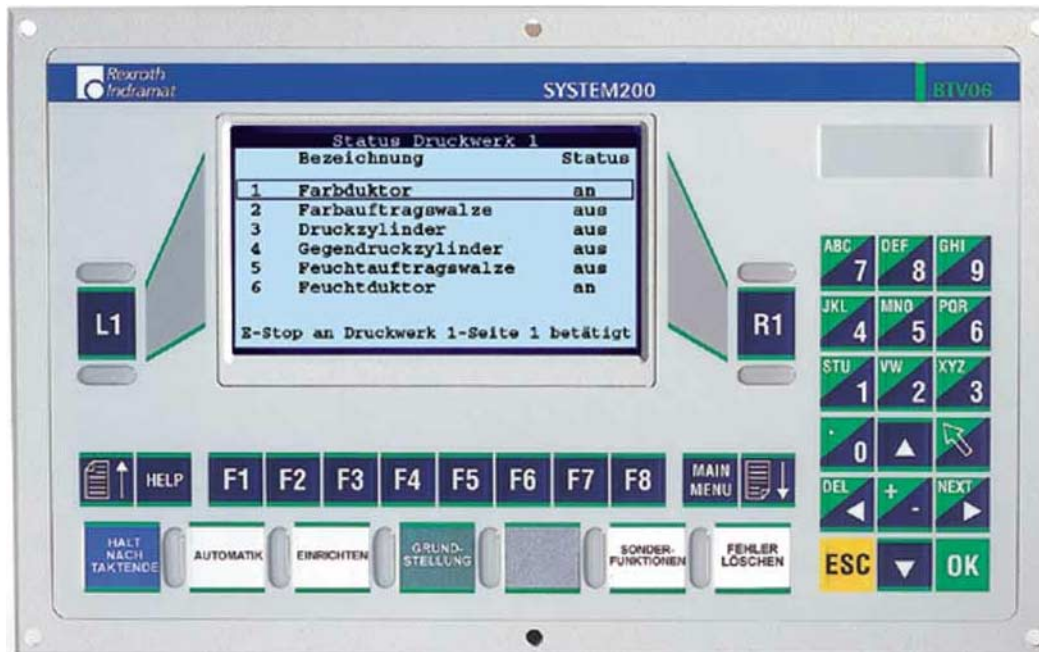 Rexroth
Indramat
SYSTEM200
BTV06
Status Druckwerk 1
Bezeichnung Status
1 Farbduktor an
2 Farbauftragswalze aus
3 Druckzylinder aus
4 Gegendruckzylinder aus
5 Feuchtauftragswalze aus
6 Feuchtduktor an
E-Stop an Druckwerk 1-Seite 1 betätigt
L1
R1
ABC 7 DEF 8 GHI 9
JKL 4 MNO 5 PQR 6
STU 1 VW 2 XYZ 3
. 0
DEL + - NEXT
ESC OK
HELP F1 F2 F3 F4 F5 F6 F7 F8 MAIN MENU
HALT NACH TAKTENDE
AUTOMATIK
EINRICHTEN
GRUND-
STELLUNG
SONDER-
FUNKTIONEN
FEHLER
LÖSCHEN